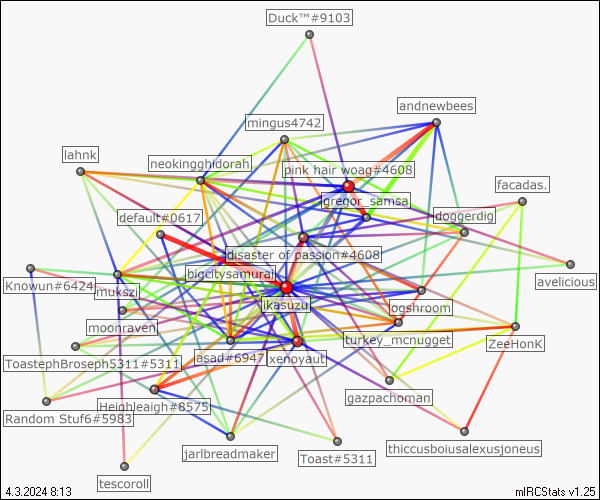 Duck™#9103
andnewbees
mingus4742
lahnk
neokingghidorah
pink hair woag#4608
facadas.
gregor_samsa
default#0617
doggerdig
disaster of passion#4608
bigcitysamurai
avelicious
Knowun#6424
mukszi
ikasuzu
logshroom
moonraven
turkey_mcnugget
ZeeHonK
ToastephBroseph5311#5311
asad#6947
xenoyaut
gazpachoman
Heighleaigh#8575
Random Stuf6#5983
thiccusboiusalexusjoneus
jarlbreadmaker
Toast#5311
tescoroll
4.3.2024 8:13
mIRCStats v1.25